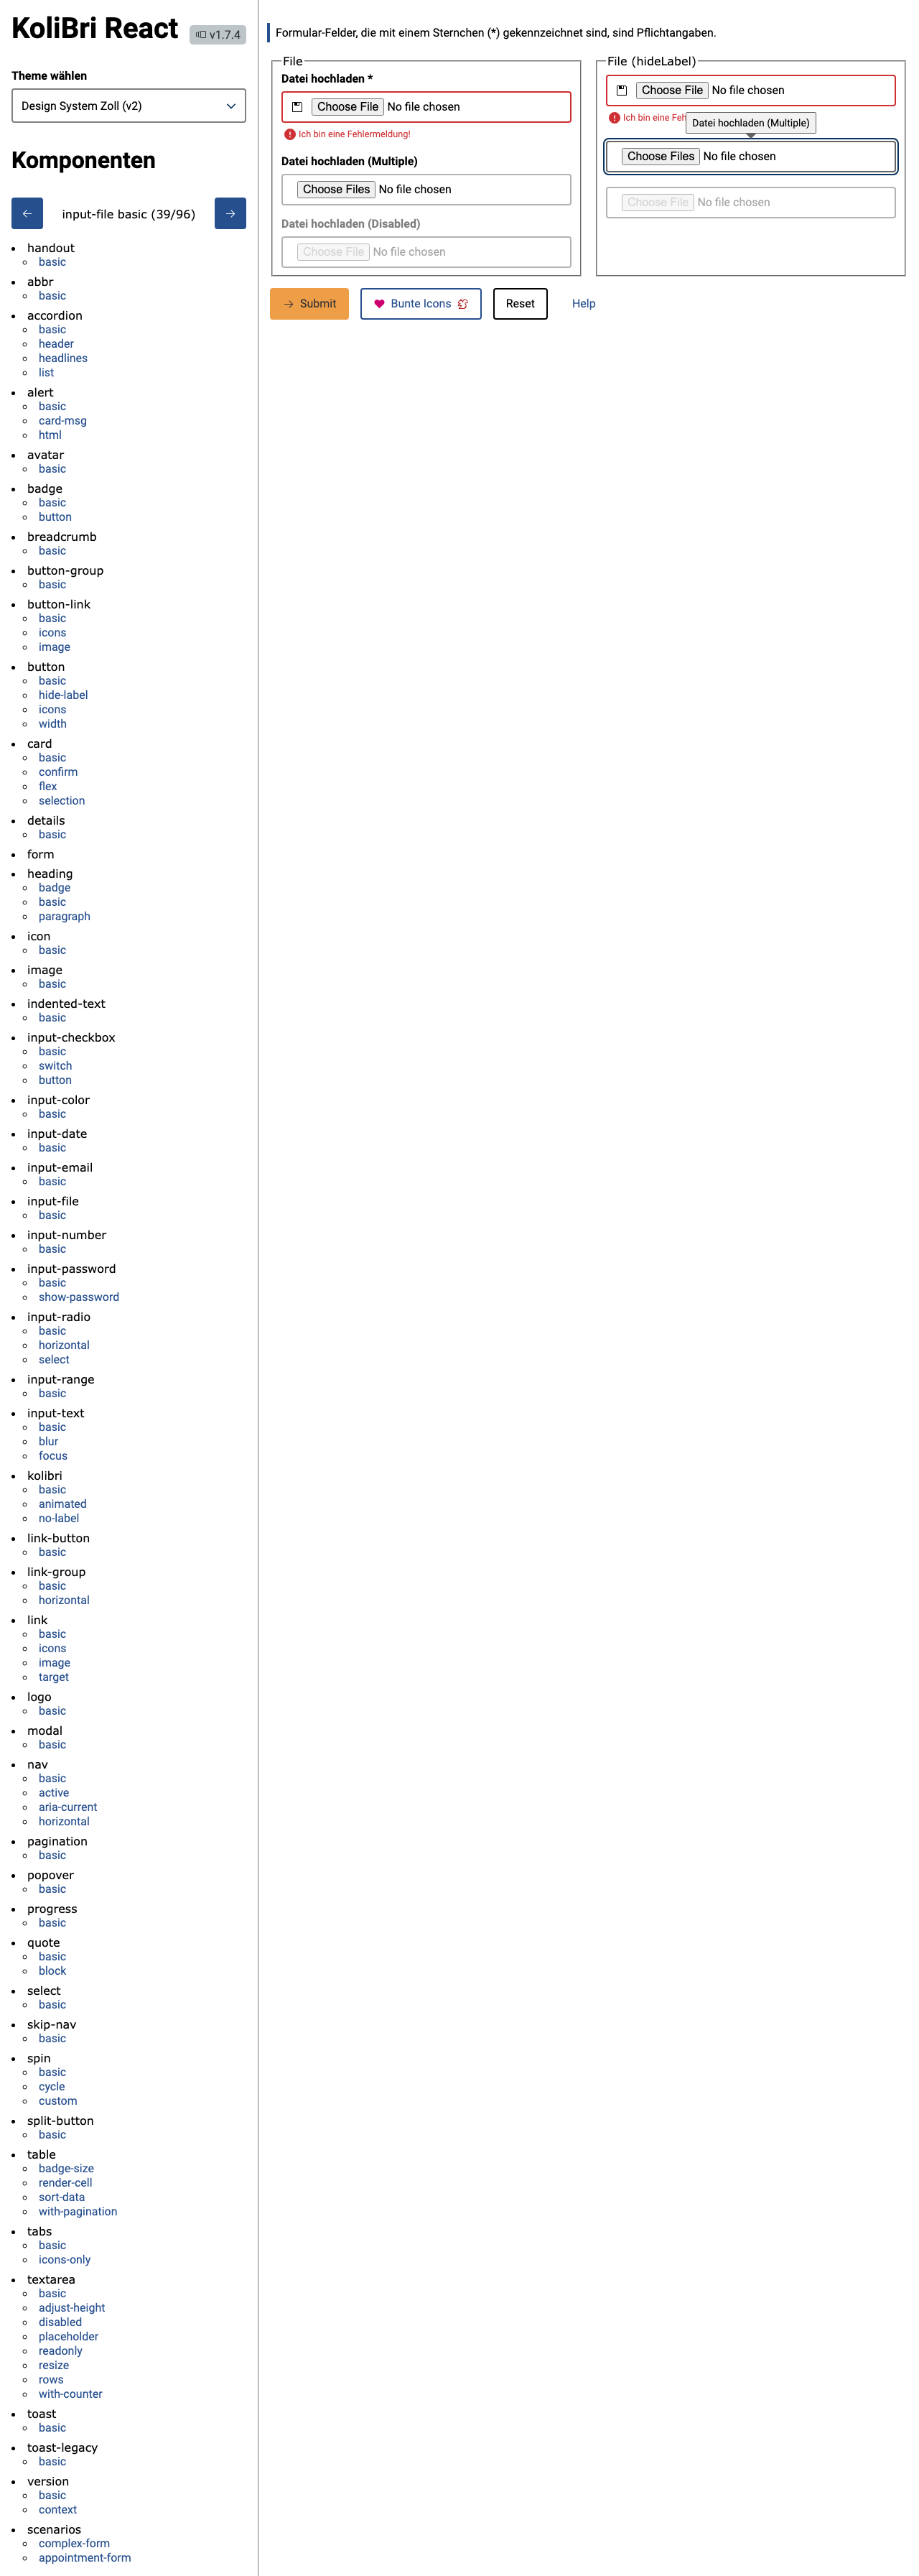 KoliBri React
v1.7.4
Theme wählen
Design System Zoll (v2)
Komponenten
input-file basic (39/96)
handout
basic
abbr
basic
accordion
basic
header
headlines
list
alert
basic
card-msg
html
avatar
basic
badge
basic
button
breadcrumb
basic
button-group
basic
button-link
basic
icons
image
button
basic
hide-label
icons
width
card
basic
confirm
flex
selection
details
basic
form
heading
badge
basic
paragraph
icon
basic
image
basic
indented-text
basic
input-checkbox
basic
switch
button
input-color
basic
input-date
basic
input-email
basic
input-file
basic
input-number
basic
input-password
basic
show-password
input-radio
basic
horizontal
select
input-range
basic
input-text
basic
blur
focus
kolibri
basic
animated
no-label
link-button
basic
link-group
basic
horizontal
link
basic
icons
image
target
logo
basic
modal
basic
nav
basic
active
aria-current
horizontal
pagination
basic
popover
basic
progress
basic
quote
basic
block
select
basic
skip-nav
basic
spin
basic
cycle
custom
split-button
basic
table
badge-size
render-cell
sort-data
with-pagination
tabs
basic
icons-only
textarea
basic
adjust-height
disabled
placeholder
readonly
resize
rows
with-counter
toast
basic
toast-legacy
basic
version
basic
context
scenarios
complex-form
appointment-form
Formular-Felder, die mit einem Sternchen (*) gekennzeichnet sind, sind Pflichtangaben.
File
Datei hochladen *
Choose File No file chosen
Ich bin eine Fehlermeldung!
Datei hochladen (Multiple)
Choose Files No file chosen
Datei hochladen (Disabled)
Choose File No file chosen
File (hideLabel)
Choose File No file chosen
Ich bin eine
Datei hochladen (Multiple)
Choose Files No file chosen
Choose File No file chosen
Submit
Bunte Icons
Reset
Help